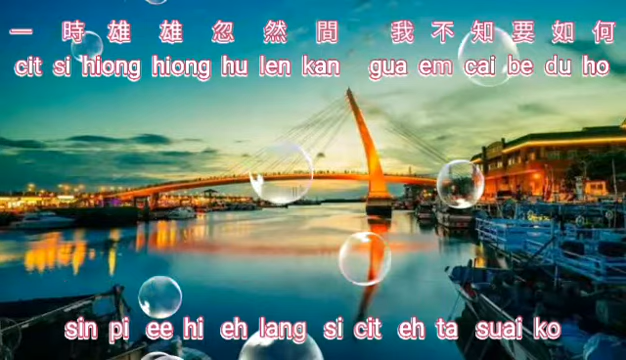 一時雄雄忽然間 我不知要如何
cit si hiong hiong hu len kan gua em cai be du ho
sin pi ee hi eh lang si cit eh ta suai ko